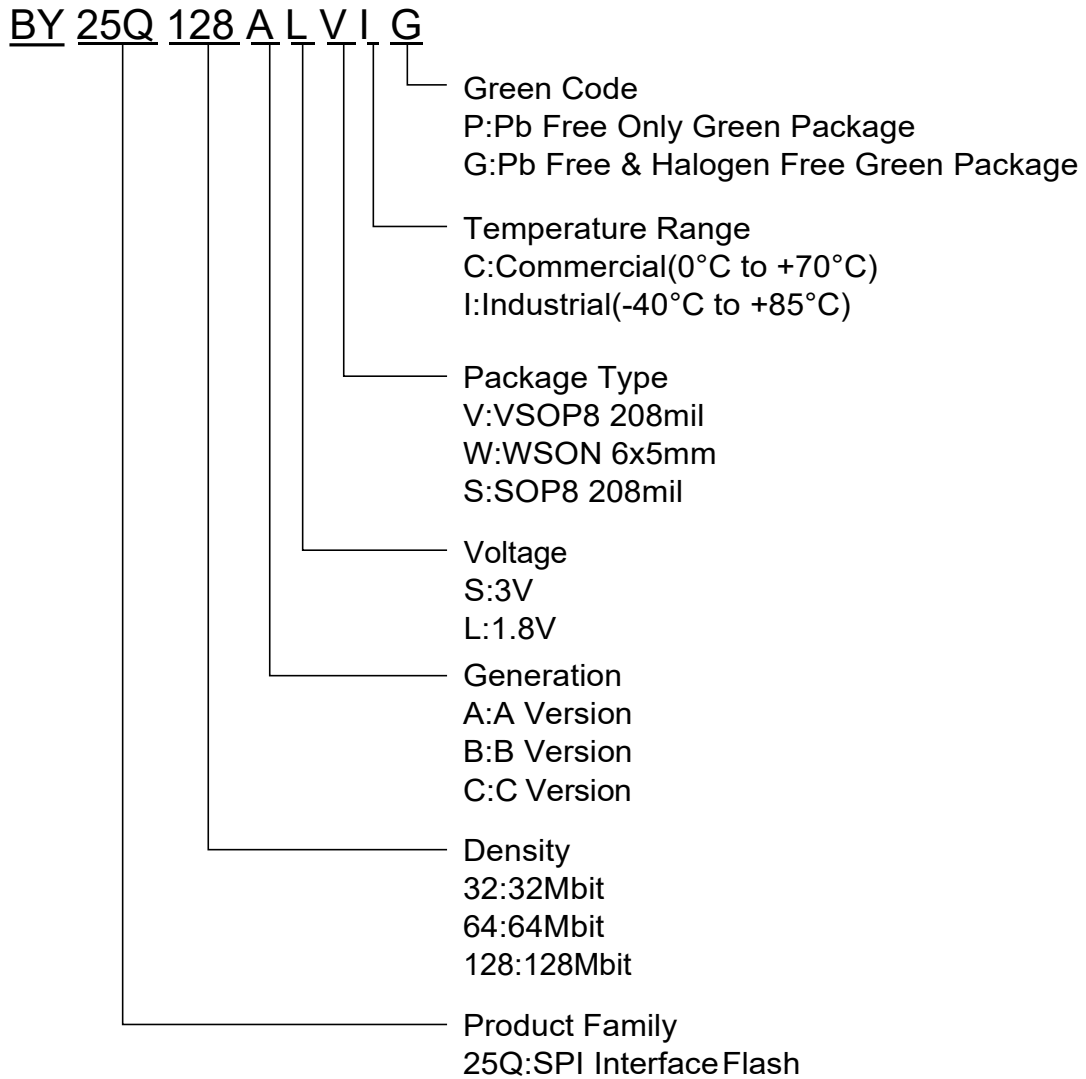 BY 25Q 128 A L V I G
Green Code
P:Pb Free Only Green Package
G:Pb Free & Halogen Free Green Package
Temperature Range
C:Commercial(0°C to +70°C)
I:Industrial(-40°C to +85°C)
Package Type
V:VSOP8 208mil
W:WSON 6x5mm
S:SOP8 208mil
Voltage
S:3V
L:1.8V
Generation
A:A Version
B:B Version
C:C Version
Density
32:32Mbit
64:64Mbit
128:128Mbit
Product Family
25Q:SPI Interface Flash